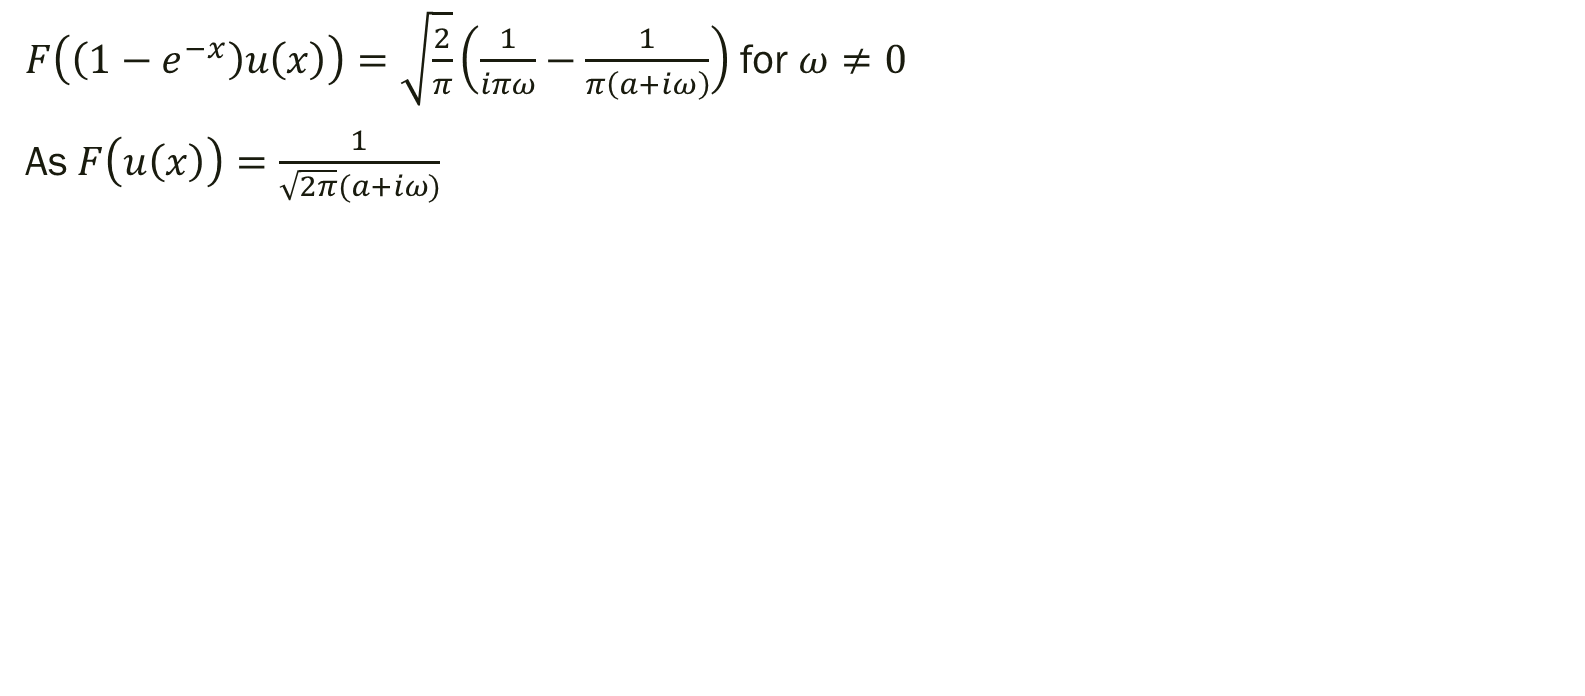 F((1 − e^{−x})u(x)) = √(2/π) (1/(iπω) − 1/(π(a+iω))) for ω ≠ 0
As F(u(x)) = 1/(√(2π)(a+iω))